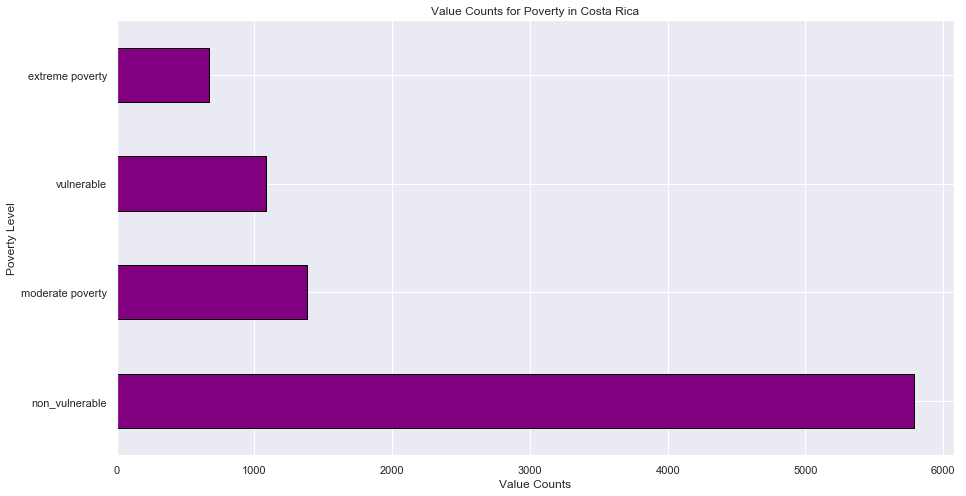 Value Counts for Poverty in Costa Rica
extreme poverty
vulnerable
moderate poverty
non_vulnerable
Poverty Level
0 1000 2000 3000 4000 5000 6000
Value Counts